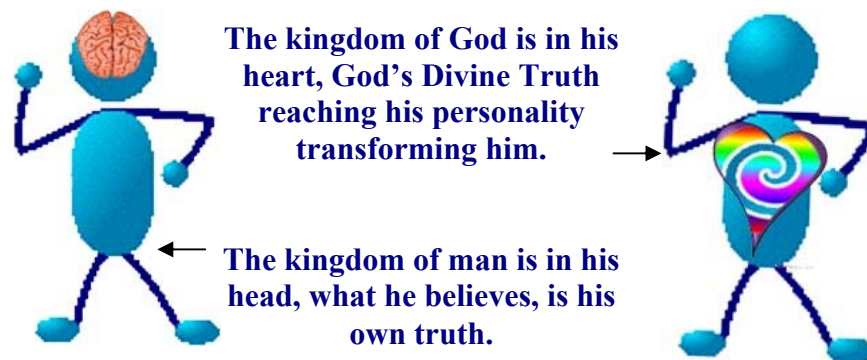 The kingdom of God is in his
heart, God’s Divine Truth
reaching his personality
transforming him.
The kingdom of man is in his
head, what he believes, is his
own truth.